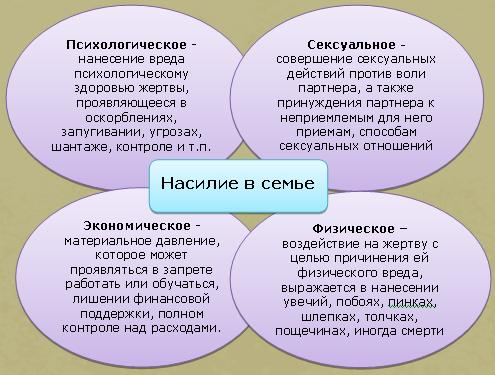 Психологическое -
нанесение вреда
психологическому
здоровью жертвы,
проявляющееся в
оскорблениях,
запугивании, угрозах,
шантаже, контроле и т.п.
Сексуальное -
совершение сексуальных
действий против воли
партнера, а также
принуждения партнера к
неприемлемым для него
приемам, способам
сексуальных отношений
Насилие в семье
Экономическое -
материальное давление,
которое может
проявляться в запрете
работать или обучаться,
лишении финансовой
поддержки, полном
контроле над расходами.
Физическое –
воздействие на жертву с
целью причинения ей
физического вреда,
выражается в нанесении
увечий, побоях, пинках,
шлепках, толчках,
пощечинах, иногда смерти